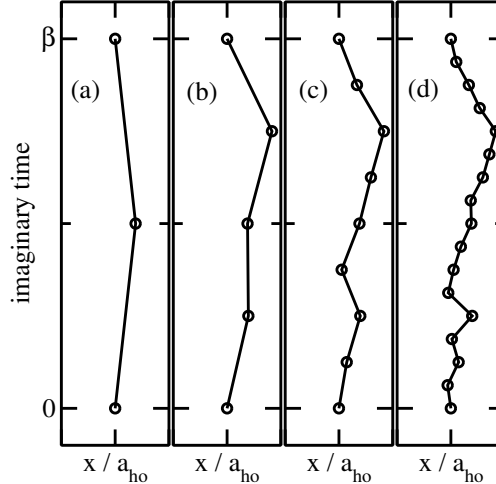 β
(a) (b) (c) (d)
imaginary time
0
x / a_ho x / a_ho x / a_ho x / a_ho